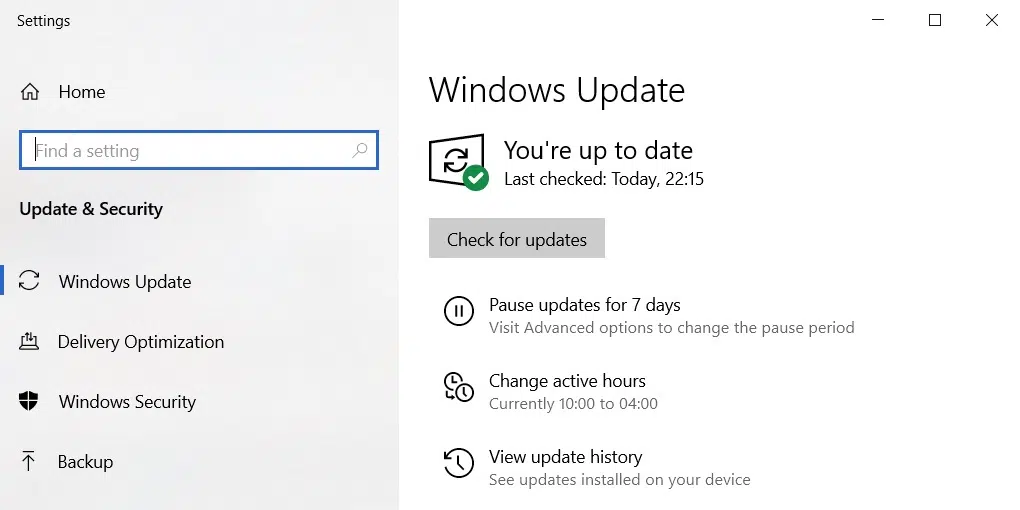 Settings
Home
Find a setting
Update & Security
Windows Update
Delivery Optimization
Windows Security
Backup
Windows Update
You're up to date
Last checked: Today, 22:15
Check for updates
Pause updates for 7 days
Visit Advanced options to change the pause period
Change active hours
Currently 10:00 to 04:00
View update history
See updates installed on your device